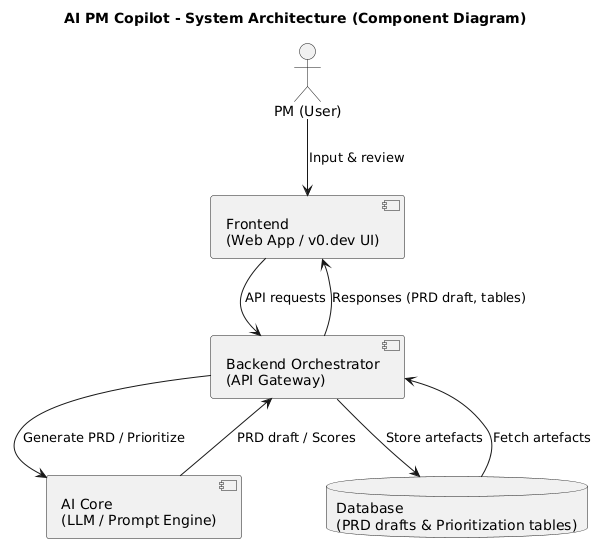 AI PM Copilot - System Architecture (Component Diagram)
PM (User)
Input & review
Frontend
(Web App / v0.dev UI)
API requests
Responses (PRD draft, tables)
Backend Orchestrator
(API Gateway)
Generate PRD / Prioritize
PRD draft / Scores
Store artefacts
Fetch artefacts
AI Core
(LLM / Prompt Engine)
Database
(PRD drafts & Prioritization tables)